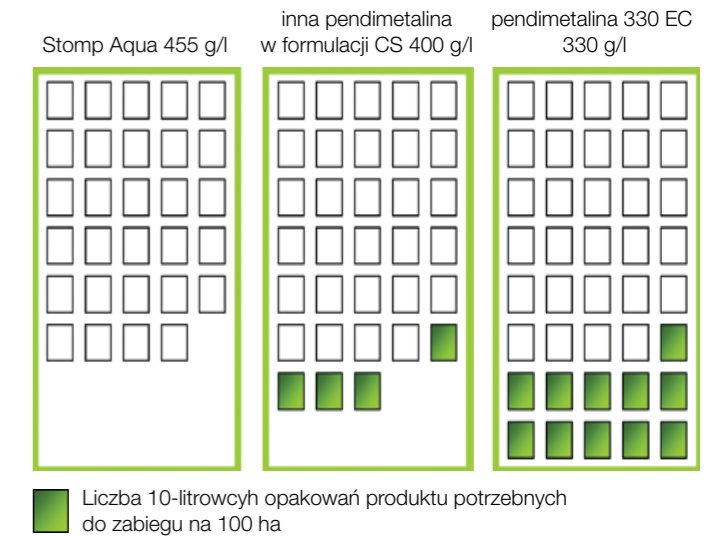 Stomp Aqua 455 g/l
inna pendimetalina
w formulacji CS 400 g/l
pendimetalina 330 EC
330 g/l
Liczba 10-litrowcyh opakowań produktu potrzebnych
do zabiegu na 100 ha